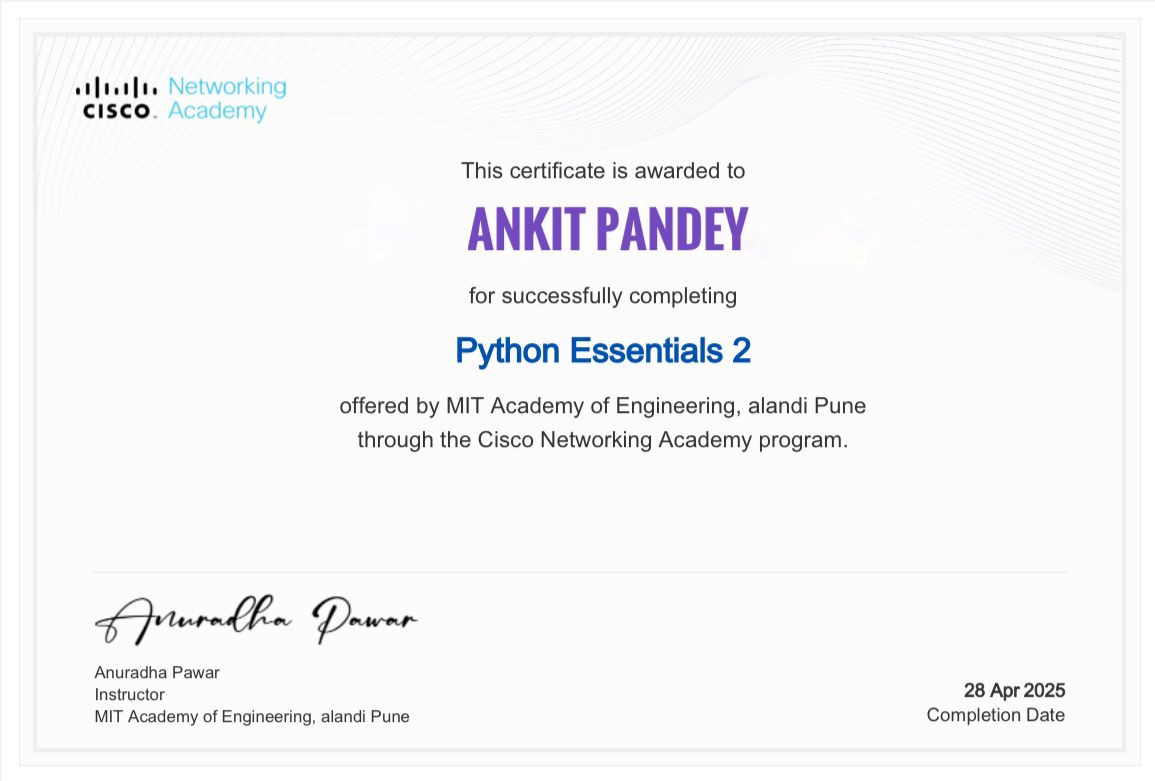 Networking
CISCO Academy
This certificate is awarded to
ANKIT PANDEY
for successfully completing
Python Essentials 2
offered by MIT Academy of Engineering, alandi Pune
through the Cisco Networking Academy program.
Anuradha Pawar
Anuradha Pawar
Instructor
MIT Academy of Engineering, alandi Pune
28 Apr 2025
Completion Date